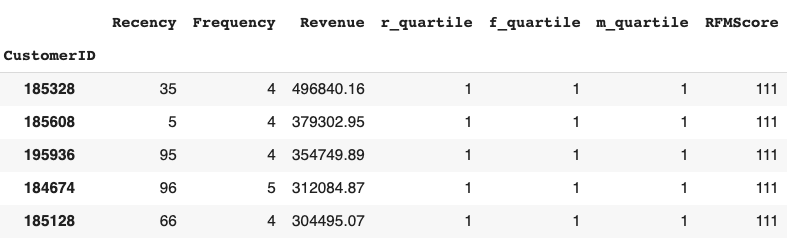 Recency Frequency Revenue r_quartile f_quartile m_quartile RFMScore
CustomerID
185328 35 4 496840.16 1 1 1 111
185608 5 4 379302.95 1 1 1 111
195936 95 4 354749.89 1 1 1 111
184674 96 5 312084.87 1 1 1 111
185128 66 4 304495.07 1 1 1 111